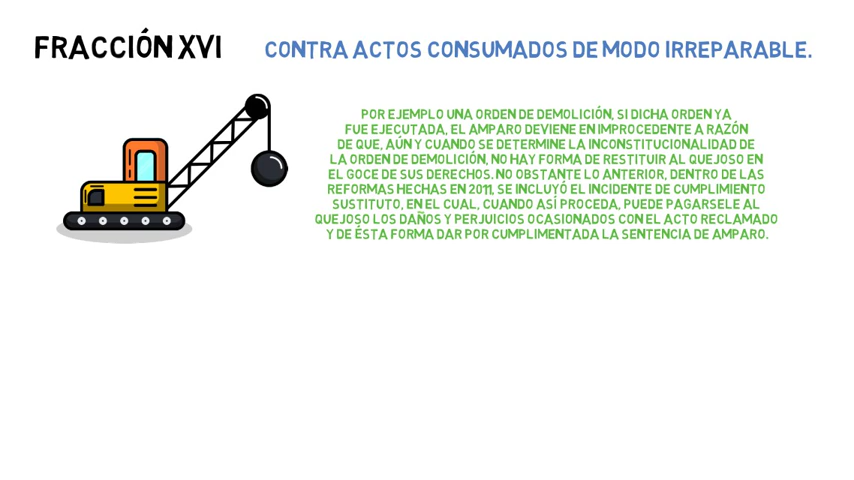 FRACCIÓN XVI
CONTRA ACTOS CONSUMADOS DE MODO IRREPARABLE.
POR EJEMPLO UNA ORDEN DE DEMOLICIÓN, SI DICHA ORDEN YA
FUE EJECUTADA, EL AMPARO DEVIENE EN IMPROCEDENTE A RAZÓN
DE QUE, AÚN Y CUANDO SE DETERMINE LA INCONSTITUCIONALIDAD DE
LA ORDEN DE DEMOLICIÓN, NO HAY FORMA DE RESTITUIR AL QUEJOSO EN
EL GOCE DE SUS DERECHOS. NO OBSTANTE LO ANTERIOR, DENTRO DE LAS
REFORMAS HECHAS EN 2011, SE INCLUYÓ EL INCIDENTE DE CUMPLIMIENTO
SUSTITUTO, EN EL CUAL, CUANDO ASÍ PROCEDA, PUEDE PAGARSELE AL
QUEJOSO LOS DAÑOS Y PERJUICIOS OCASIONADOS CON EL ACTO RECLAMADO
Y DE ÉSTA FORMA DAR POR CUMPLIMENTADA LA SENTENCIA DE AMPARO.